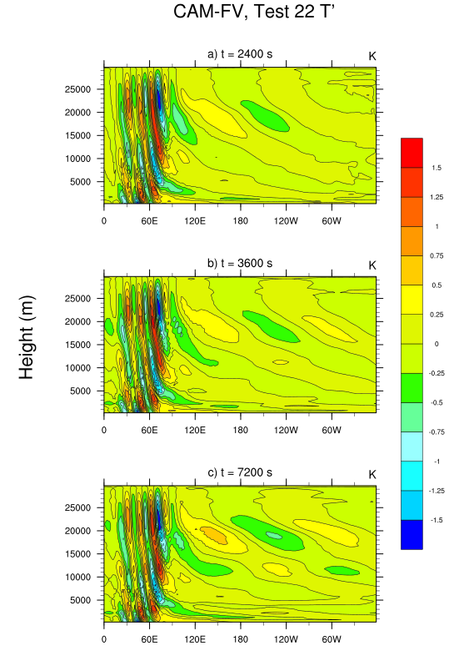 CAM-FV, Test 22 T'
a) t = 2400 s
K
25000
20000
15000
10000
5000
0 60E 120E 180 120W 60W
b) t = 3600 s
K
25000
20000
15000
10000
5000
0 60E 120E 180 120W 60W
c) t = 7200 s
K
25000
20000
15000
10000
5000
0 60E 120E 180 120W 60W
Height (m)
1.5
1.25
1
0.75
0.5
0.25
0
-0.25
-0.5
-0.75
-1
-1.25
-1.5